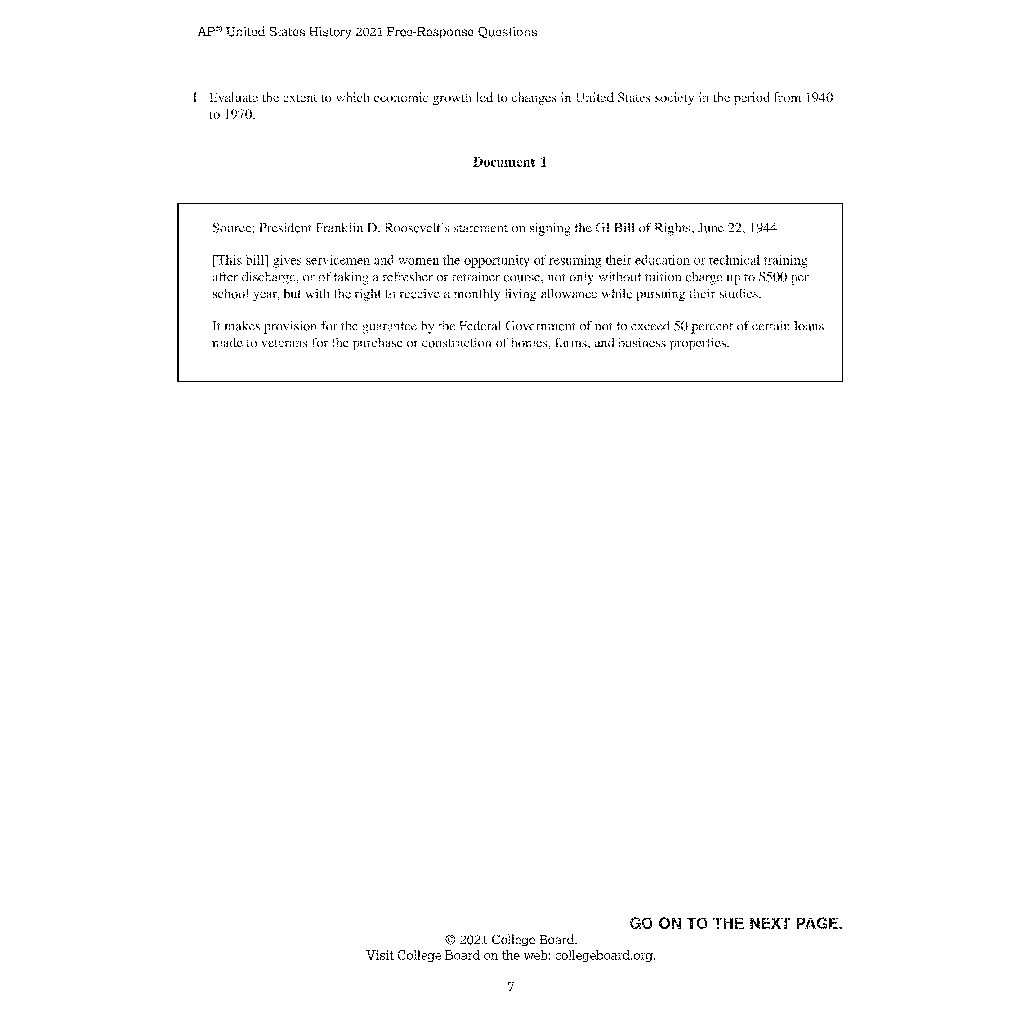 AP® United States History 2021 Free-Response Questions
1. Evaluate the extent to which economic growth led to changes in United States society in the period from 1940
to 1970.
Document 1
Source: President Franklin D. Roosevelt's statement on signing the GI Bill of Rights, June 22, 1944
[This bill] gives servicemen and women the opportunity of resuming their education or technical training
after discharge, or of taking a refresher or retrainer course, not only without tuition charge up to $500 per
school year, but with the right to receive a monthly living allowance while pursuing their studies.
It makes provision for the guarantee by the Federal Government of not to exceed 50 percent of certain loans
made to veterans for the purchase or construction of homes, farms, and business properties.
GO ON TO THE NEXT PAGE.
© 2021 College Board.
Visit College Board on the web: collegeboard.org.
7